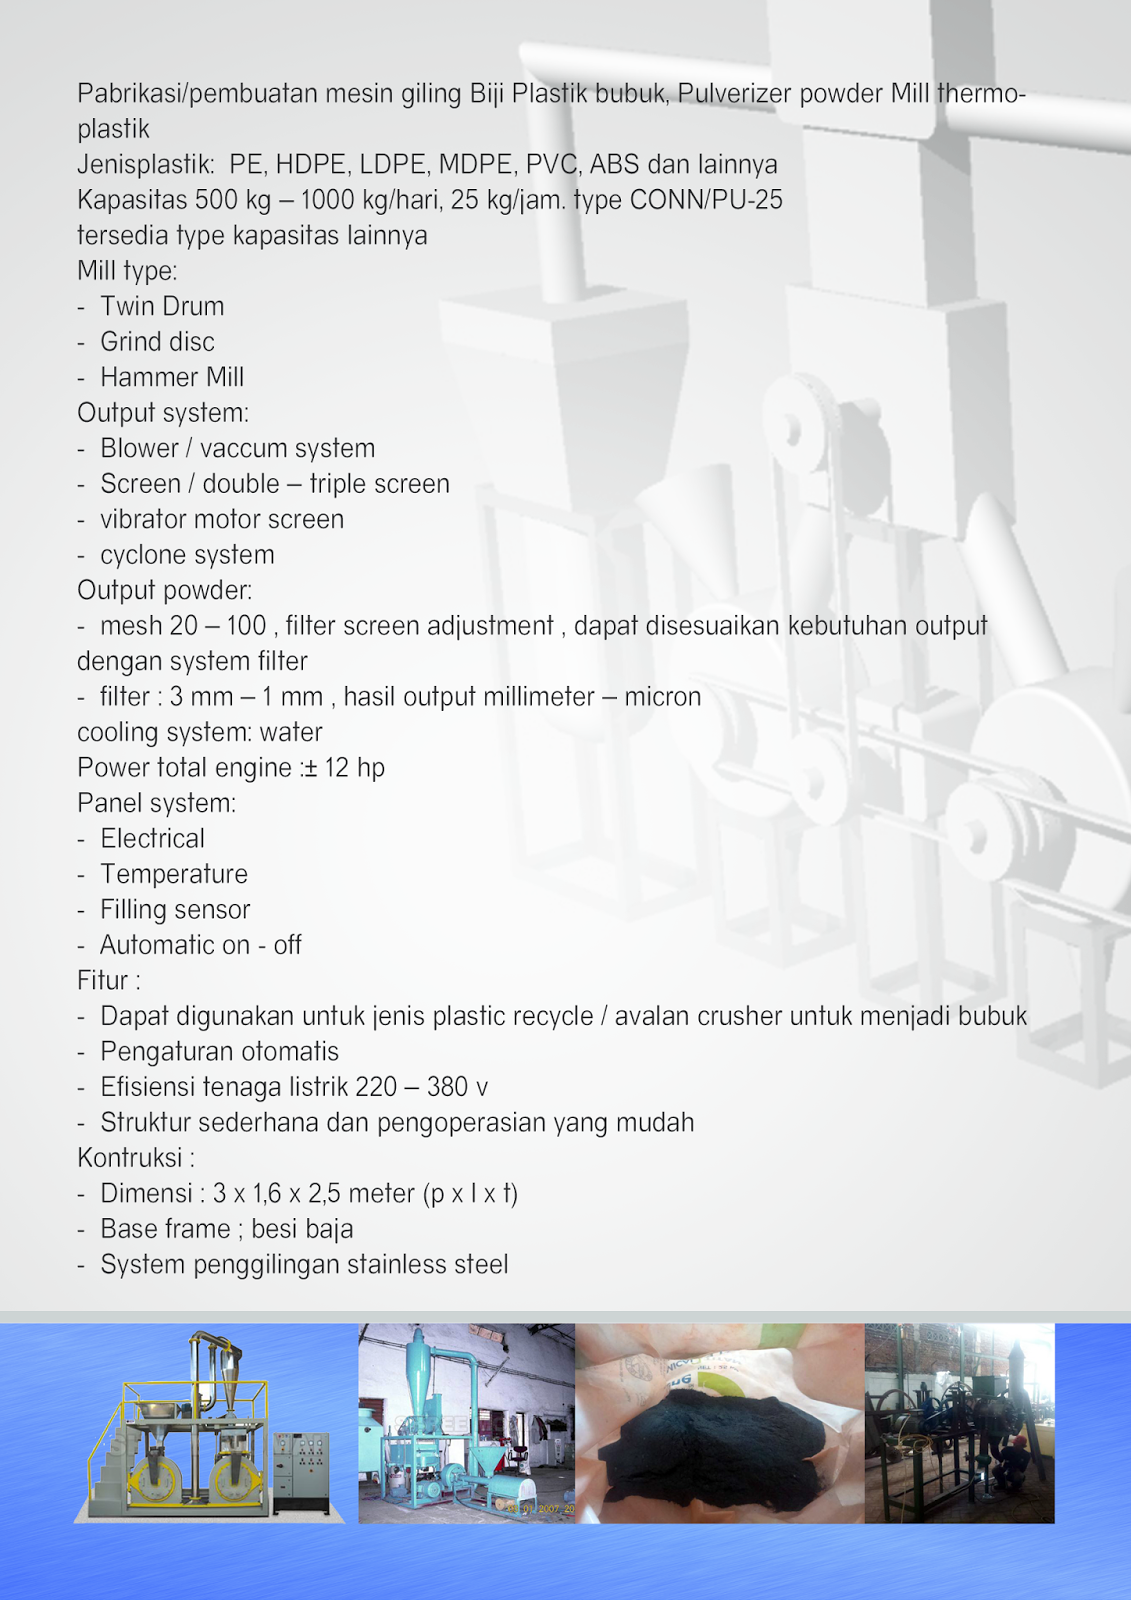 Pabrikasi/pembuatan mesin giling Biji Plastik bubuk, Pulverizer powder Mill thermo-
plastik
Jenisplastik:  PE, HDPE, LDPE, MDPE, PVC, ABS dan lainnya
Kapasitas 500 kg – 1000 kg/hari, 25 kg/jam. type CONN/PU-25
tersedia type kapasitas lainnya
Mill type:
-  Twin Drum
-  Grind disc
-  Hammer Mill
Output system:
-  Blower / vaccum system
-  Screen / double – triple screen
-  vibrator motor screen
-  cyclone system
Output powder:
-  mesh 20 – 100 , filter screen adjustment , dapat disesuaikan kebutuhan output
dengan system filter
-  filter : 3 mm – 1 mm , hasil output millimeter – micron
cooling system: water
Power total engine :± 12 hp
Panel system:
-  Electrical
-  Temperature
-  Filling sensor
-  Automatic on - off
Fitur :
-  Dapat digunakan untuk jenis plastic recycle / avalan crusher untuk menjadi bubuk
-  Pengaturan otomatis
-  Efisiensi tenaga listrik 220 – 380 v
-  Struktur sederhana dan pengoperasian yang mudah
Kontruksi :
-  Dimensi : 3 x 1,6 x 2,5 meter (p x l x t)
-  Base frame ; besi baja
-  System penggilingan stainless steel